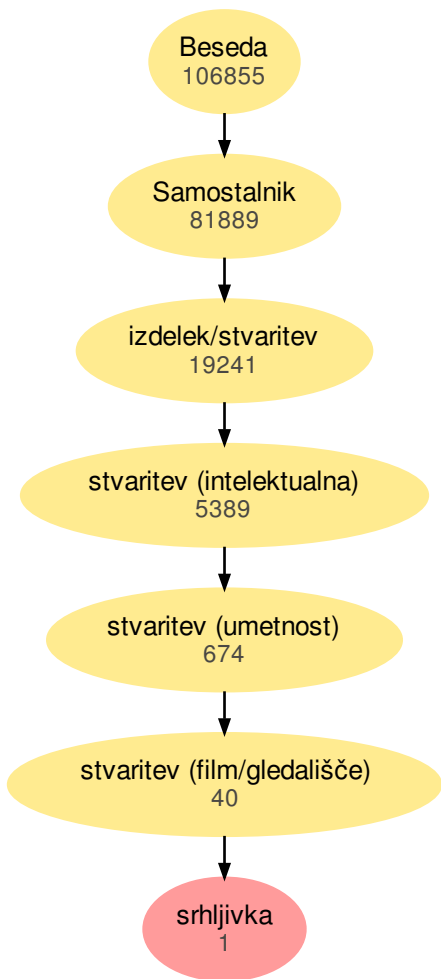 Beseda
106855
Samostalnik
81889
izdelek/stvaritev
19241
stvaritev (intelektualna)
5389
stvaritev (umetnost)
674
stvaritev (film/gledališče)
40
srhljivka
1